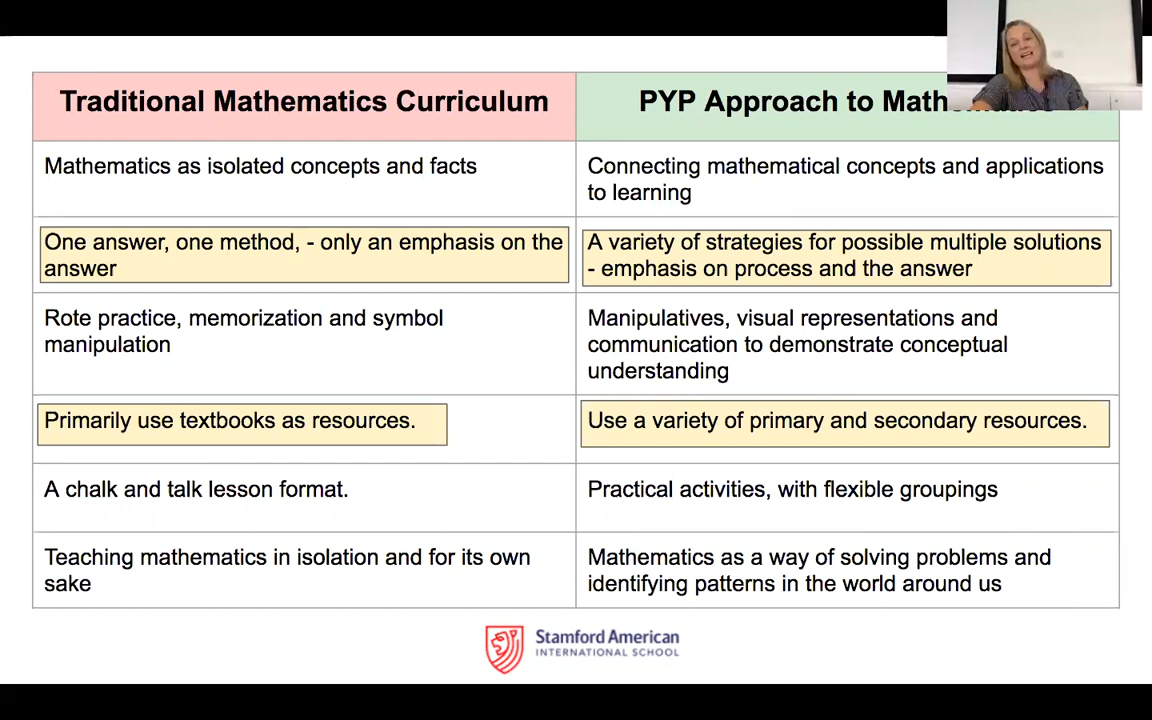 Traditional Mathematics Curriculum
PYP Approach to
Mathematics as isolated concepts and facts
Connecting mathematical concepts and applications
to learning
One answer, one method, - only an emphasis on the
answer
A variety of strategies for possible multiple solutions
- emphasis on process and the answer
Rote practice, memorization and symbol
manipulation
Manipulatives, visual representations and
communication to demonstrate conceptual
understanding
Primarily use textbooks as resources.
Use a variety of primary and secondary resources.
A chalk and talk lesson format.
Practical activities, with flexible groupings
Teaching mathematics in isolation and for its own
sake
Mathematics as a way of solving problems and
identifying patterns in the world around us
Stamford American
INTERNATIONAL SCHOOL